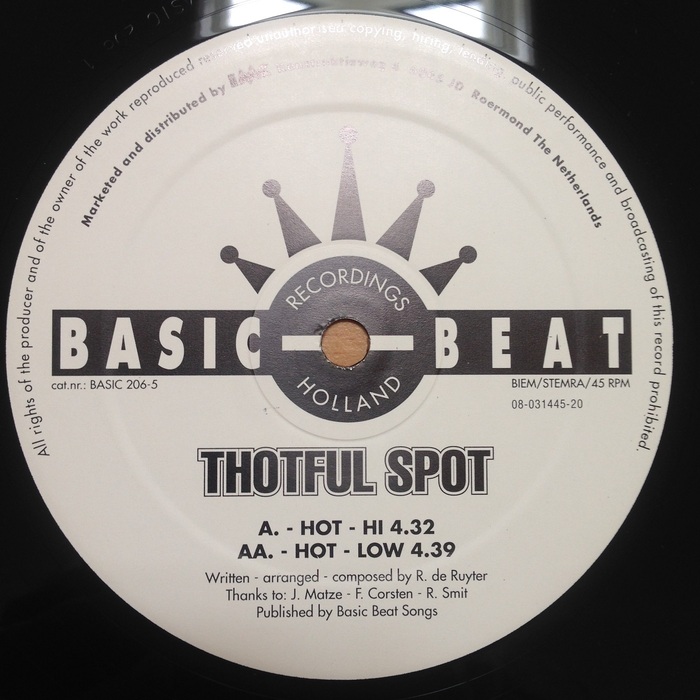 All rights of the producer and of the owner of the work reproduced reserved unauthorised copying, hiring, lending, public performance and broadcasting of this record prohibited.
Marketed and distributed by JD Roermond The Netherlands
RECORDINGS
BASIC BEAT
HOLLAND
cat.nr.: BASIC 206-5
BIEM/STEMRA/45 RPM
08-031445-20
THOTFUL SPOT
A. - HOT - HI 4.32
AA. - HOT - LOW 4.39
Written - arranged - composed by R. de Ruyter
Thanks to: J. Matze - F. Corsten - R. Smit
Published by Basic Beat Songs